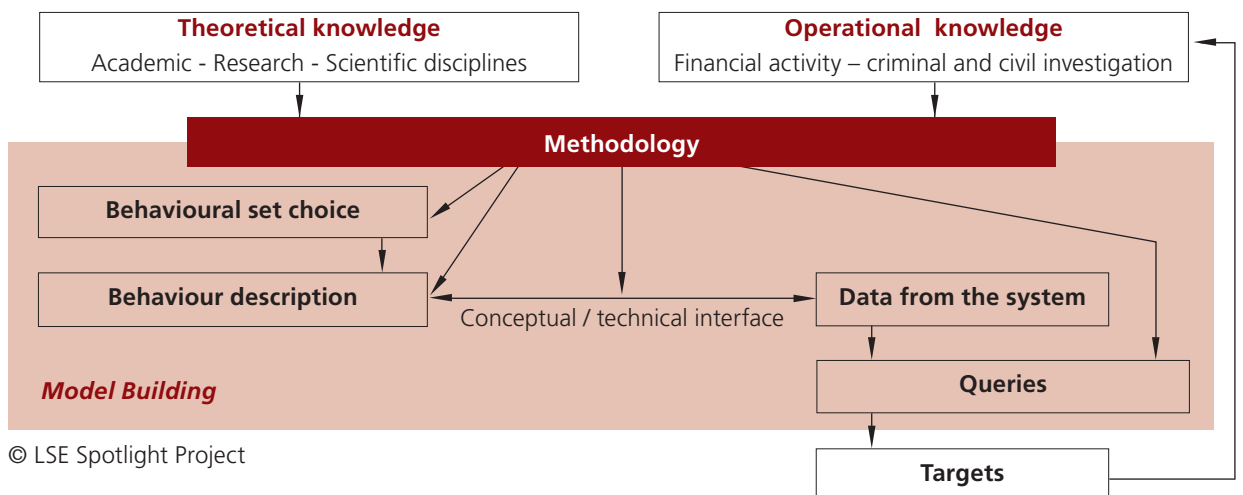 Theoretical knowledge
Academic - Research - Scientific disciplines
Operational knowledge
Financial activity – criminal and civil investigation
Methodology
Behavioural set choice
Behaviour description
Conceptual / technical interface
Data from the system
Queries
Model Building
© LSE Spotlight Project
Targets